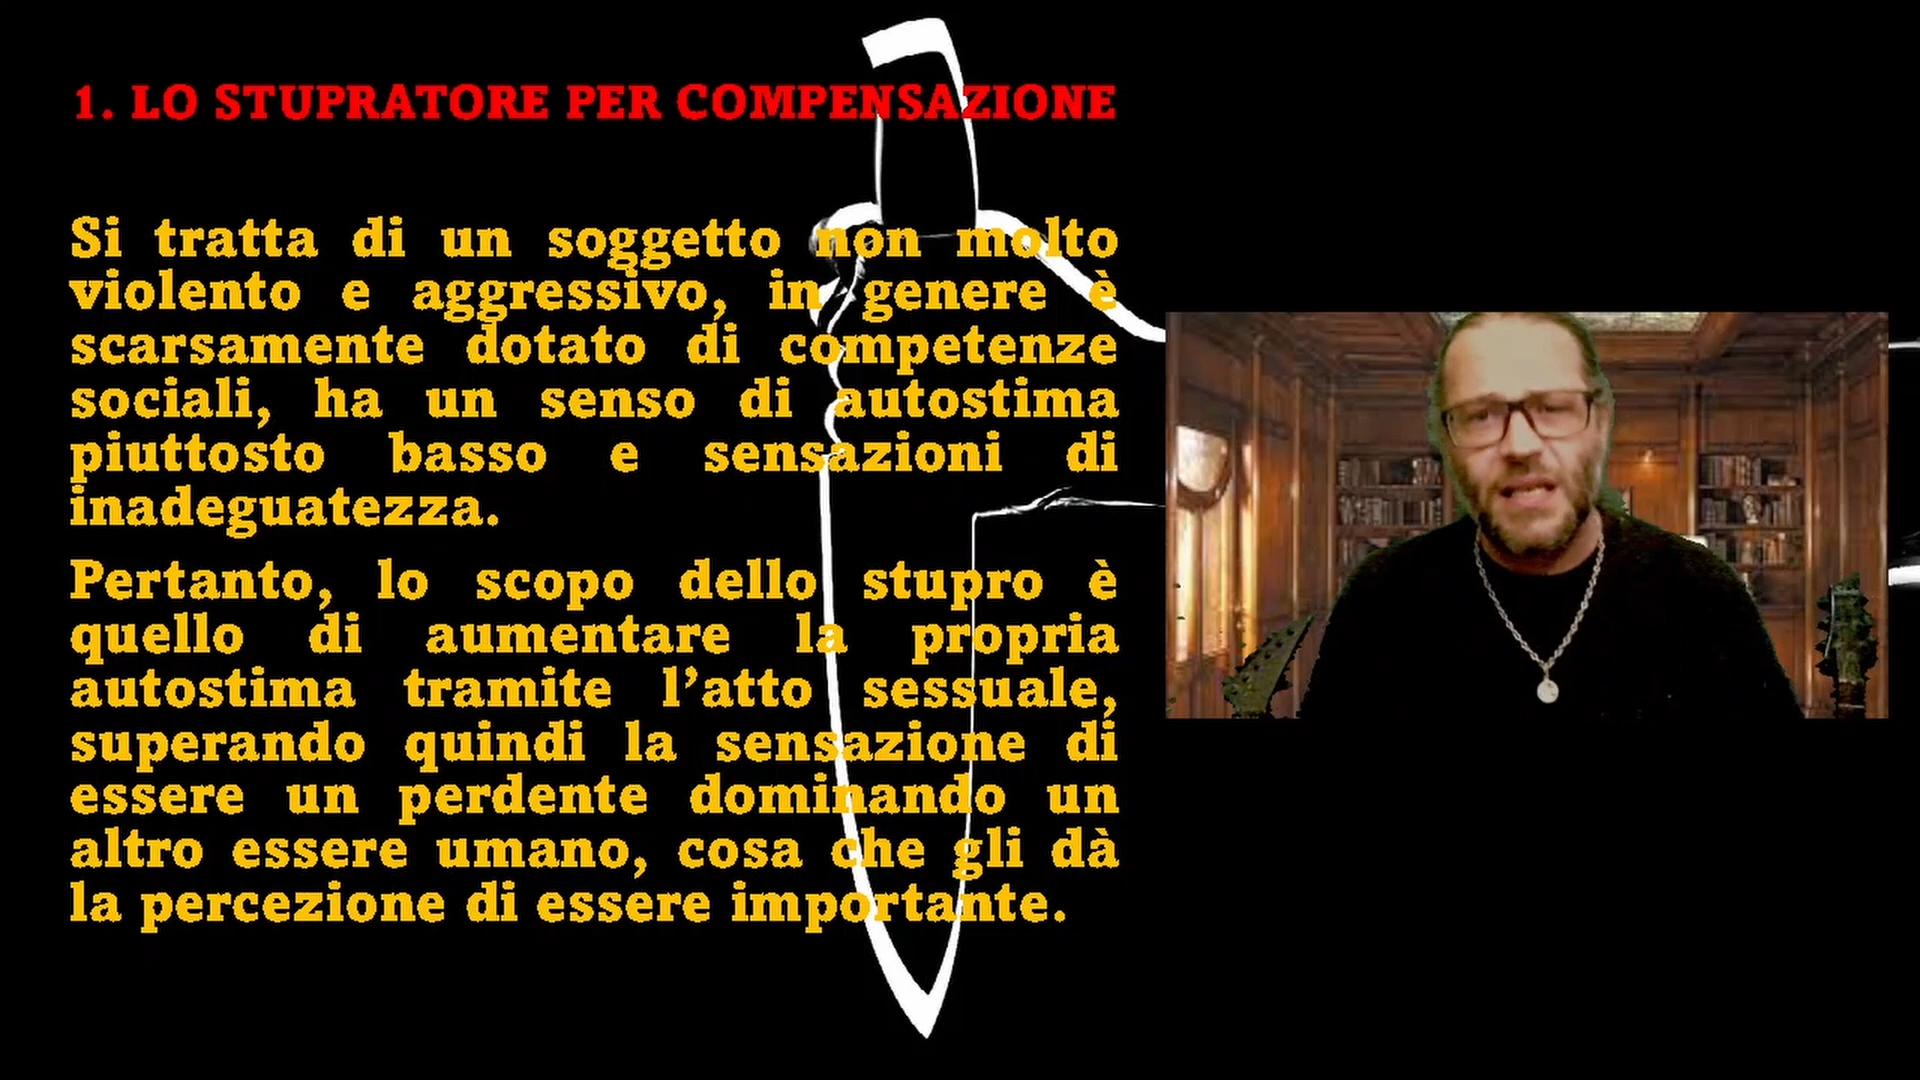 1. LO STUPRATORE PER COMPENSAZIONE
Si tratta di un soggetto non molto
violento e aggressivo, in genere è
scarsamente dotato di competenze
sociali, ha un senso di autostima
piuttosto basso e sensazioni di
inadeguatezza.
Pertanto, lo scopo dello stupro è
quello di aumentare la propria
autostima tramite l’atto sessuale,
superando quindi la sensazione di
essere un perdente dominando un
altro essere umano, cosa che gli dà
la percezione di essere importante.